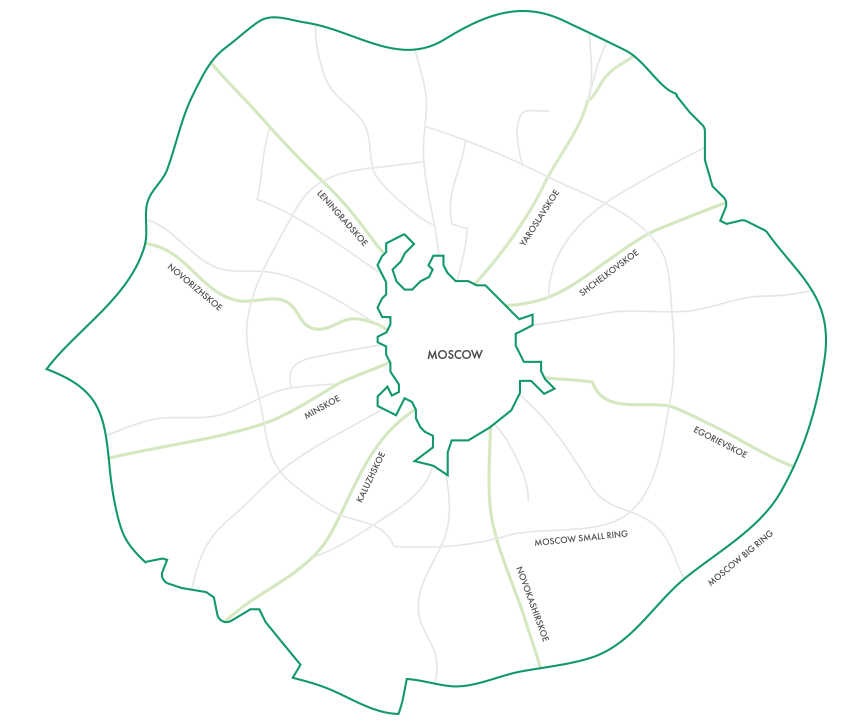 LENINGRADSKOE
YAROSLAVSKOE
SHCHELKOVSKOE
NOVORIZHSKOE
MOSCOW
MINSKOE
EGORIEVSKOE
KALUZHSKOE
MOSCOW SMALL RING
MOSCOW BIG RING
NOVOKASHIRSKOE